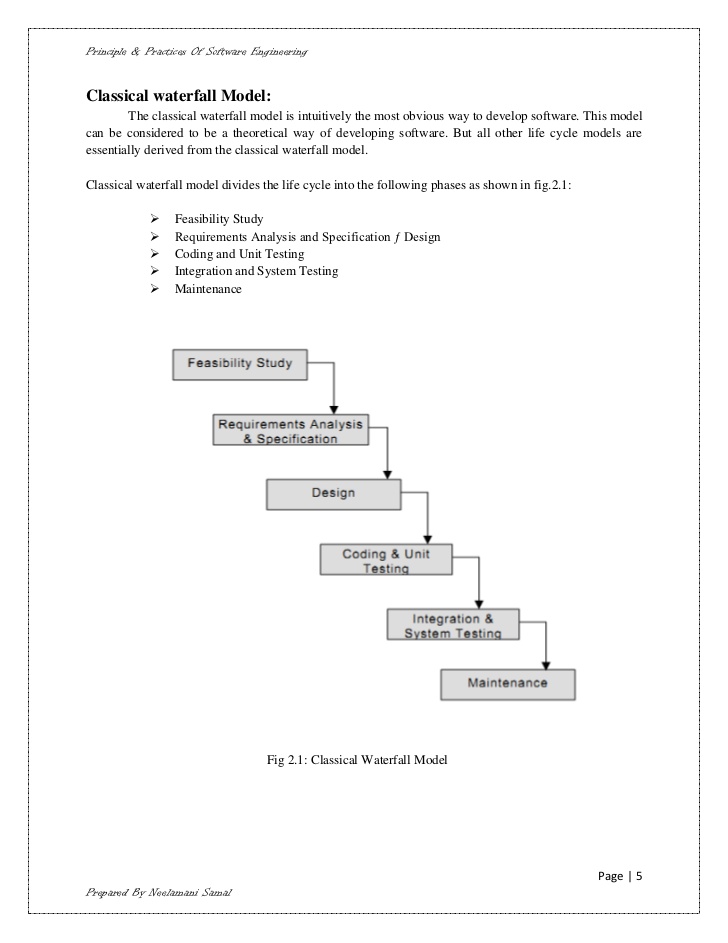 Principle & Practices Of Software Engineering
Classical waterfall Model:
The classical waterfall model is intuitively the most obvious way to develop software. This model
can be considered to be a theoretical way of developing software. But all other life cycle models are
essentially derived from the classical waterfall model.
Classical waterfall model divides the life cycle into the following phases as shown in fig.2.1:
➢ Feasibility Study
➢ Requirements Analysis and Specification ƒ Design
➢ Coding and Unit Testing
➢ Integration and System Testing
➢ Maintenance
Feasibility Study
Requirements Analysis
& Specification
Design
Coding & Unit
Testing
Integration &
System Testing
Maintenance
Fig 2.1: Classical Waterfall Model
Page | 5
Prepared By Neelamani Samal